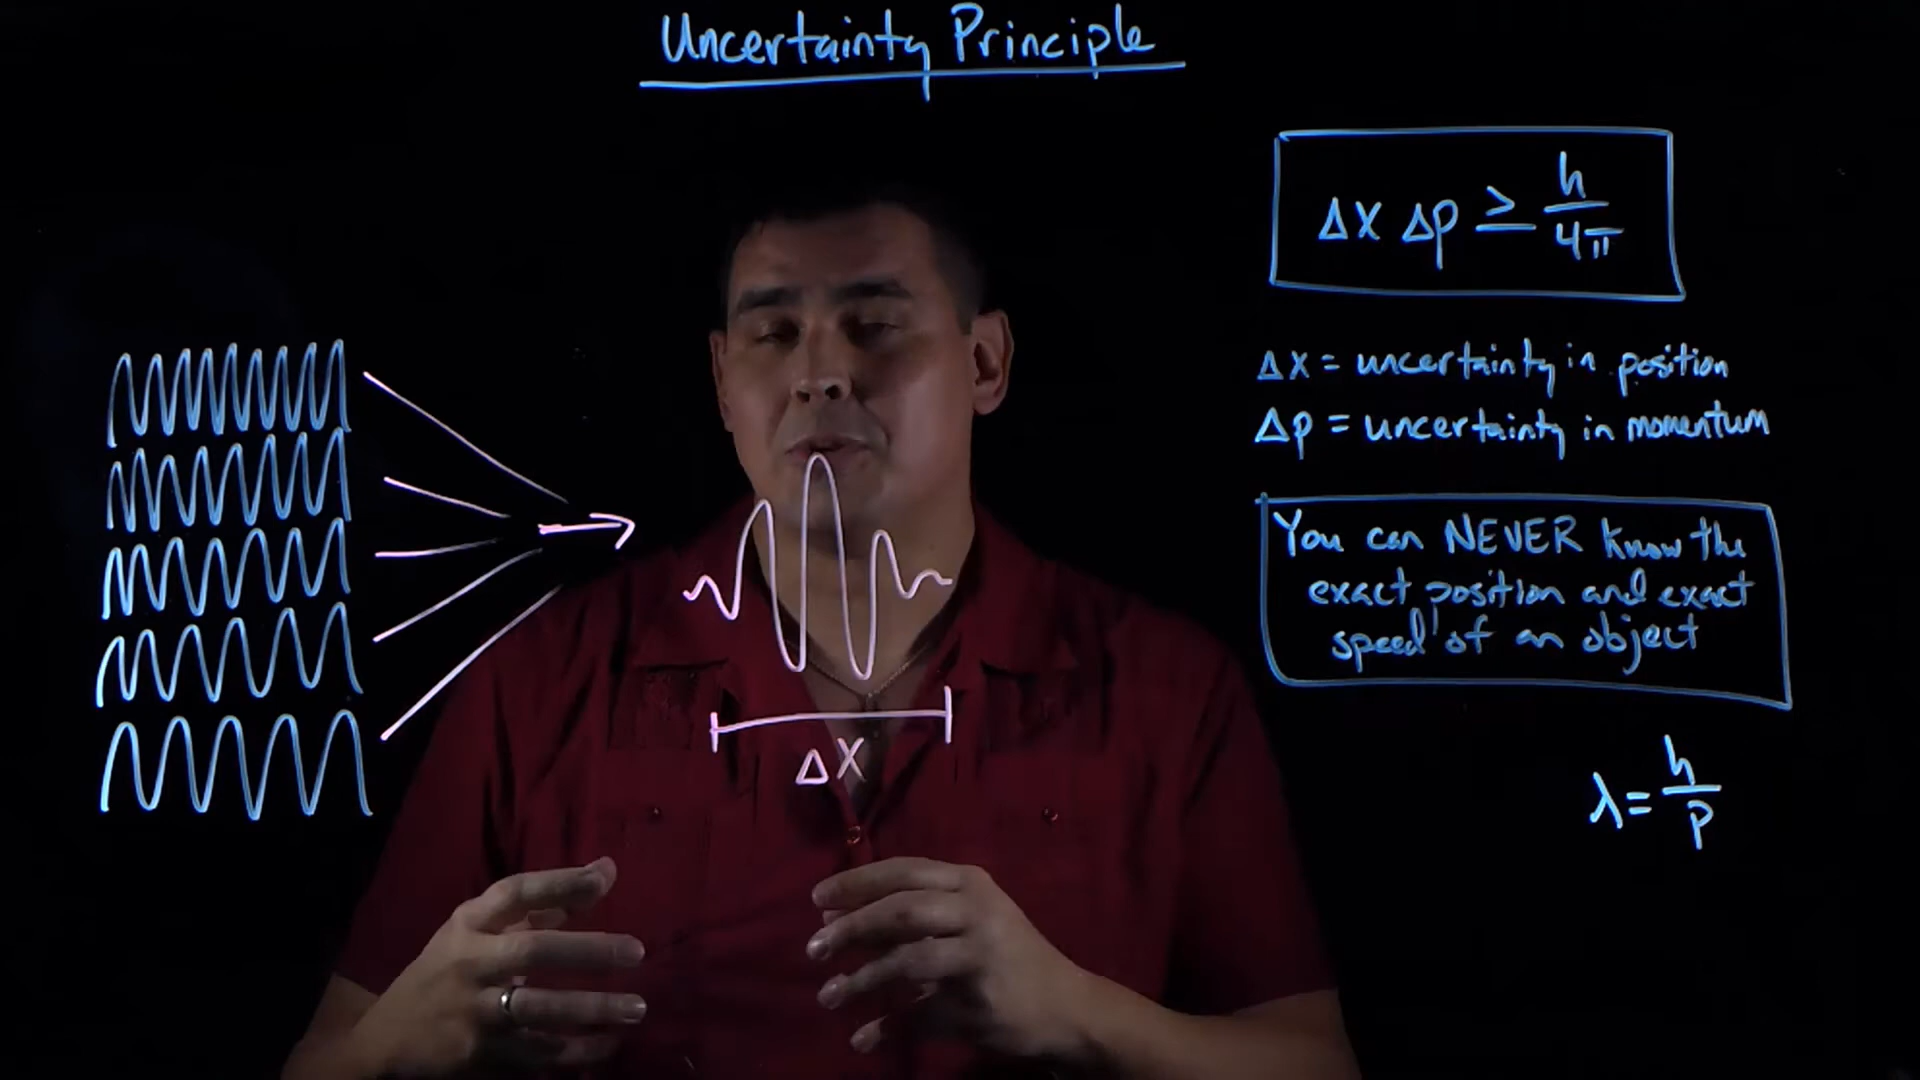 Uncertainty Principle
Δx Δp ≥ h/4π
Δx = uncertainty in position
Δp = uncertainty in momentum
You can NEVER know the
exact position and exact
speed of an object
Δx
λ = h/p